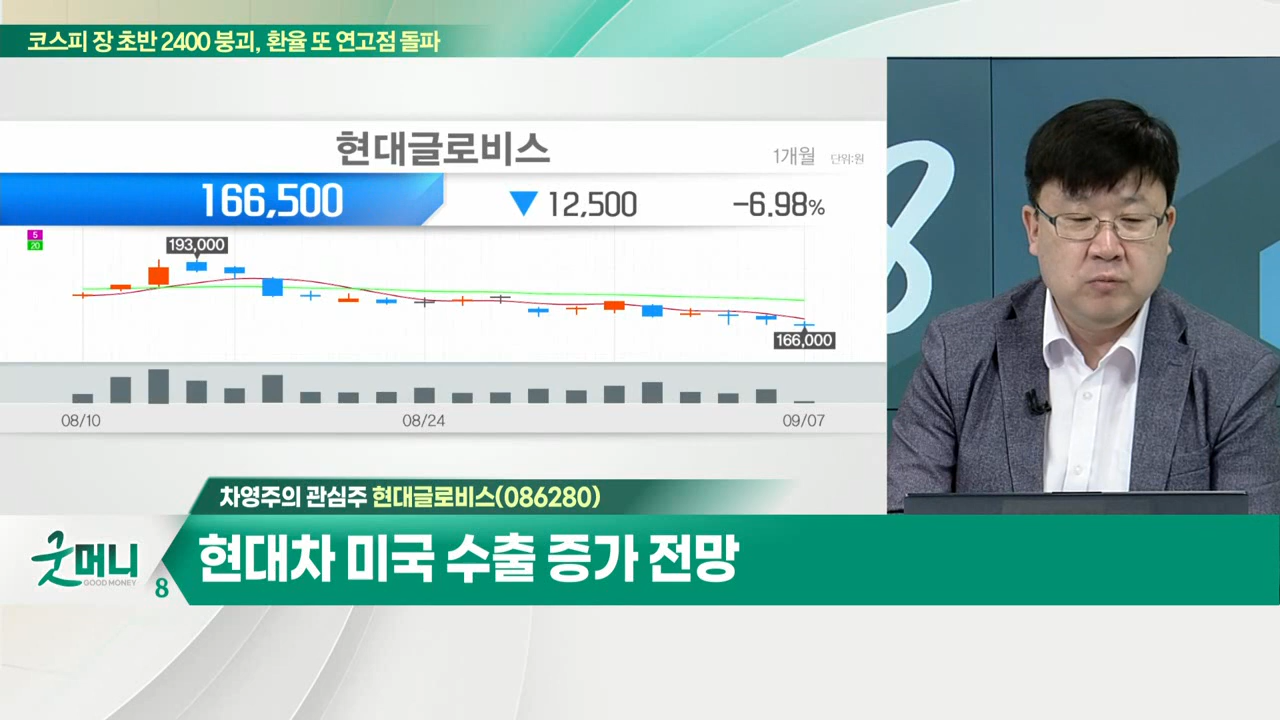 코스피 장 초반 2400 붕괴, 환율 또 연고점 돌파
현대글로비스
1개월 단위:원
166,500 ▼ 12,500 -6.98%
5
20
193,000
166,000
08/10 08/24 09/07
차영주의 관심주 현대글로비스(086280)
현대차 미국 수출 증가 전망
굿머니
GOOD MONEY
8